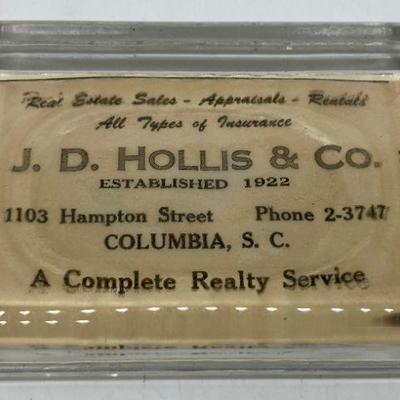 Real Estate Sales - Appraisals - Rentals
All Types of Insurance
J. D. HOLLIS & CO.
ESTABLISHED 1922
1103 Hampton Street Phone 2-3747
COLUMBIA, S. C.
A Complete Realty Service